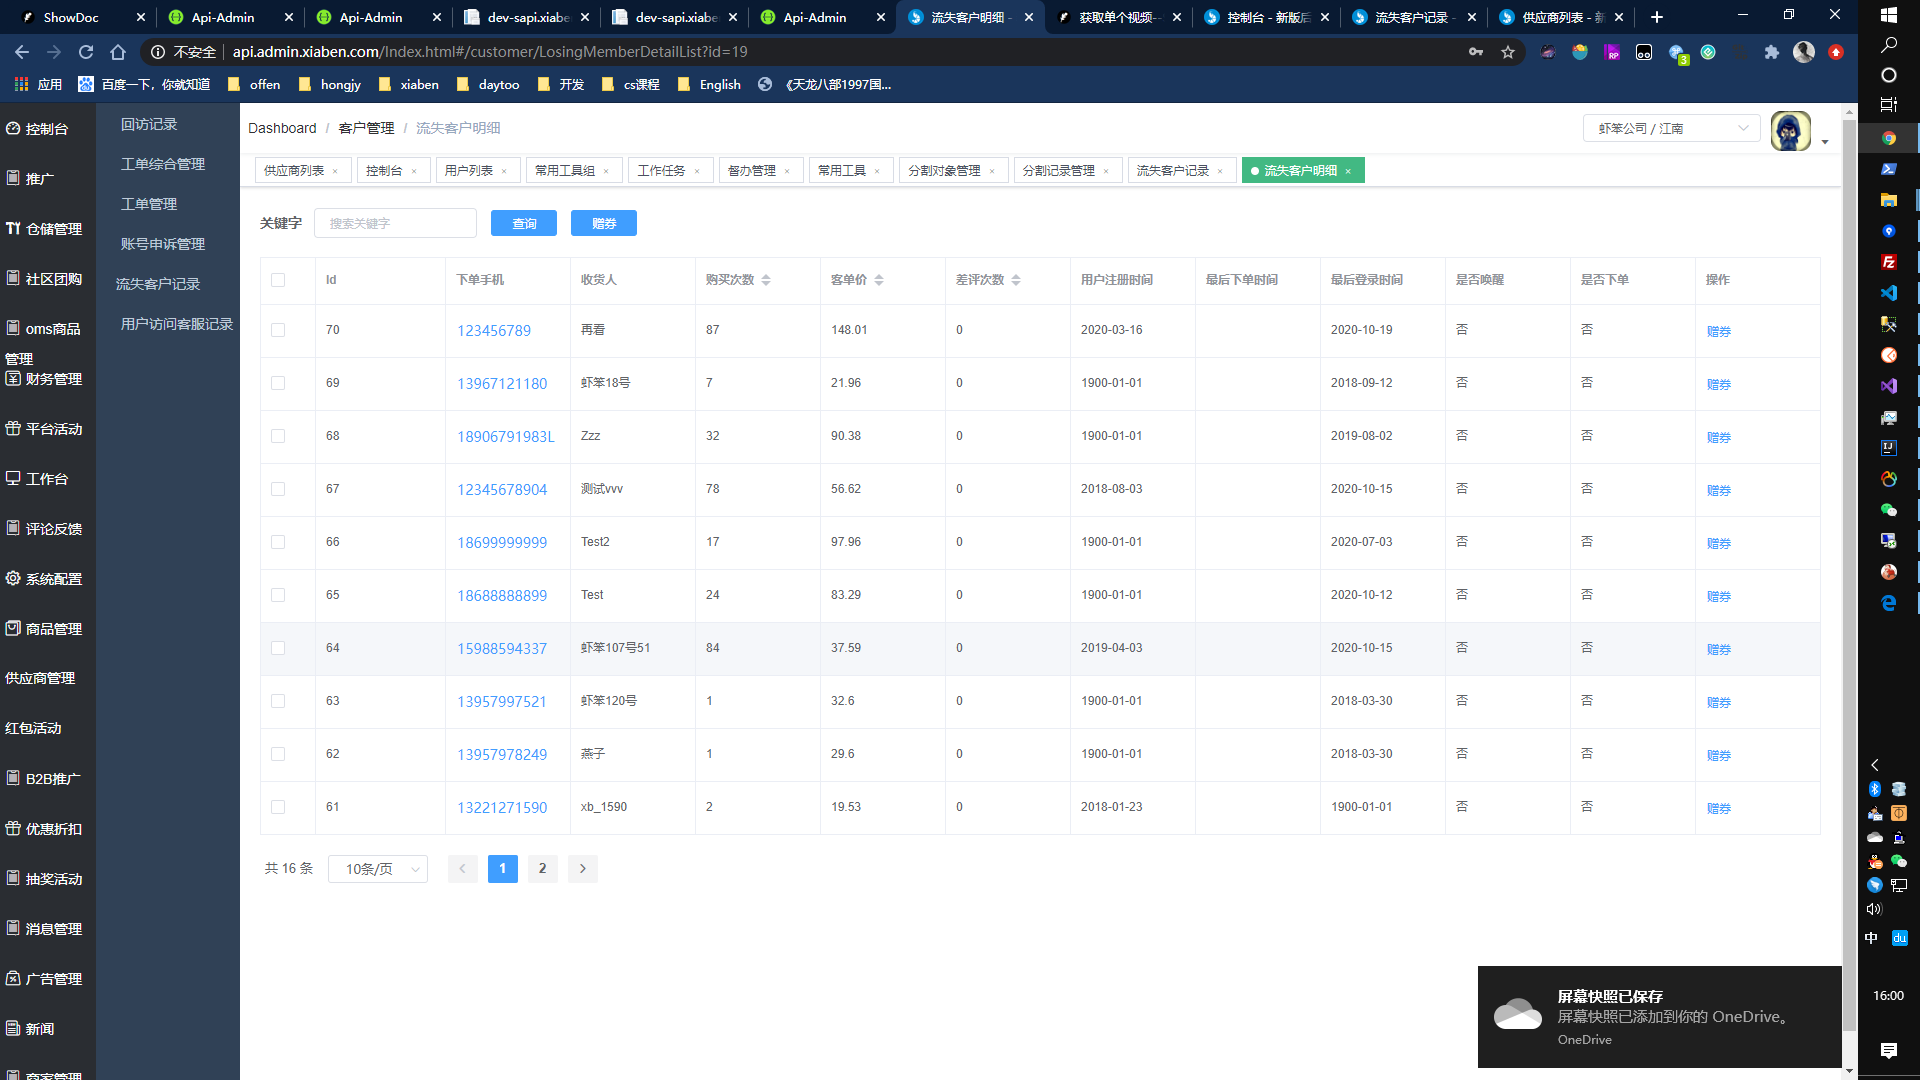 ShowDoc
Api-Admin
Api-Admin
dev-sapi.xiabe
dev-sapi.xiabe
Api-Admin
流失客户明细 -
获取单个视频--
控制台 - 新版后
流失客户记录 -
供应商列表 - 新
不安全
api.admin.xiaben.com/Index.html#/customer/LosingMemberDetailList?id=19
应用
百度一下，你就知道
offen
hongjy
xiaben
daytoo
开发
cs课程
English
《天龙八部1997国...
控制台
推广
仓储管理
社区团购
oms商品管理
财务管理
平台活动
工作台
评论反馈
系统配置
商品管理
供应商管理
红包活动
B2B推广
优惠折扣
抽奖活动
消息管理
广告管理
新闻
商家管理
回访记录
工单综合管理
工单管理
账号申诉管理
流失客户记录
用户访问客服记录
Dashboard / 客户管理 / 流失客户明细
虾笨公司 / 江南
供应商列表 ×
控制台 ×
用户列表 ×
常用工具组 ×
工作任务 ×
督办管理 ×
常用工具 ×
分割对象管理 ×
分割记录管理 ×
流失客户记录 ×
流失客户明细 ×
关键字 搜索关键字 查询 赠券
Id 下单手机 收货人 购买次数 客单价 差评次数 用户注册时间 最后下单时间 最后登录时间 是否唤醒 是否下单 操作
70 123456789 再看 87 148.01 0 2020-03-16 2020-10-19 否 否 赠券
69 13967121180 虾笨18号 7 21.96 0 1900-01-01 2018-09-12 否 否 赠券
68 18906791983L Zzz 32 90.38 0 1900-01-01 2019-08-02 否 否 赠券
67 12345678904 测试vvv 78 56.62 0 2018-08-03 2020-10-15 否 否 赠券
66 18699999999 Test2 17 97.96 0 1900-01-01 2020-07-03 否 否 赠券
65 18688888899 Test 24 83.29 0 1900-01-01 2020-10-12 否 否 赠券
64 15988594337 虾笨107号51 84 37.59 0 2019-04-03 2020-10-15 否 否 赠券
63 13957997521 虾笨120号 1 32.6 0 1900-01-01 2018-03-30 否 否 赠券
62 13957978249 燕子 1 29.6 0 1900-01-01 2018-03-30 否 否 赠券
61 13221271590 xb_1590 2 19.53 0 2018-01-23 1900-01-01 否 否 赠券
共 16 条 10条/页 1 2
屏幕快照已保存
屏幕快照已添加到你的 OneDrive。
OneDrive
中
du
16:00